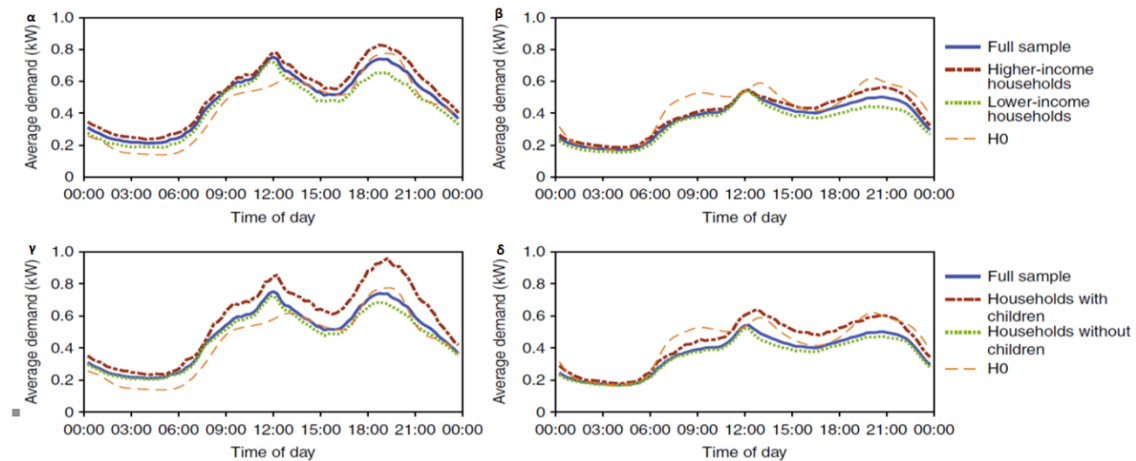 α
1.0
0.8
0.6
0.4
0.2
0
Average demand (kW)
00:00 03:00 06:00 09:00 12:00 15:00 18:00 21:00 00:00
Time of day
β
1.0
0.8
0.6
0.4
0.2
0
Average demand (kW)
00:00 03:00 06:00 09:00 12:00 15:00 18:00 21:00 00:00
Time of day
Full sample
Higher-income
households
Lower-income
households
H0
γ
1.0
0.8
0.6
0.4
0.2
0
Average demand (kW)
00:00 03:00 06:00 09:00 12:00 15:00 18:00 21:00 00:00
Time of day
δ
1.0
0.8
0.6
0.4
0.2
0
Average demand (kW)
00:00 03:00 06:00 09:00 12:00 15:00 18:00 21:00 00:00
Time of day
Full sample
Households with
children
Households without
children
H0